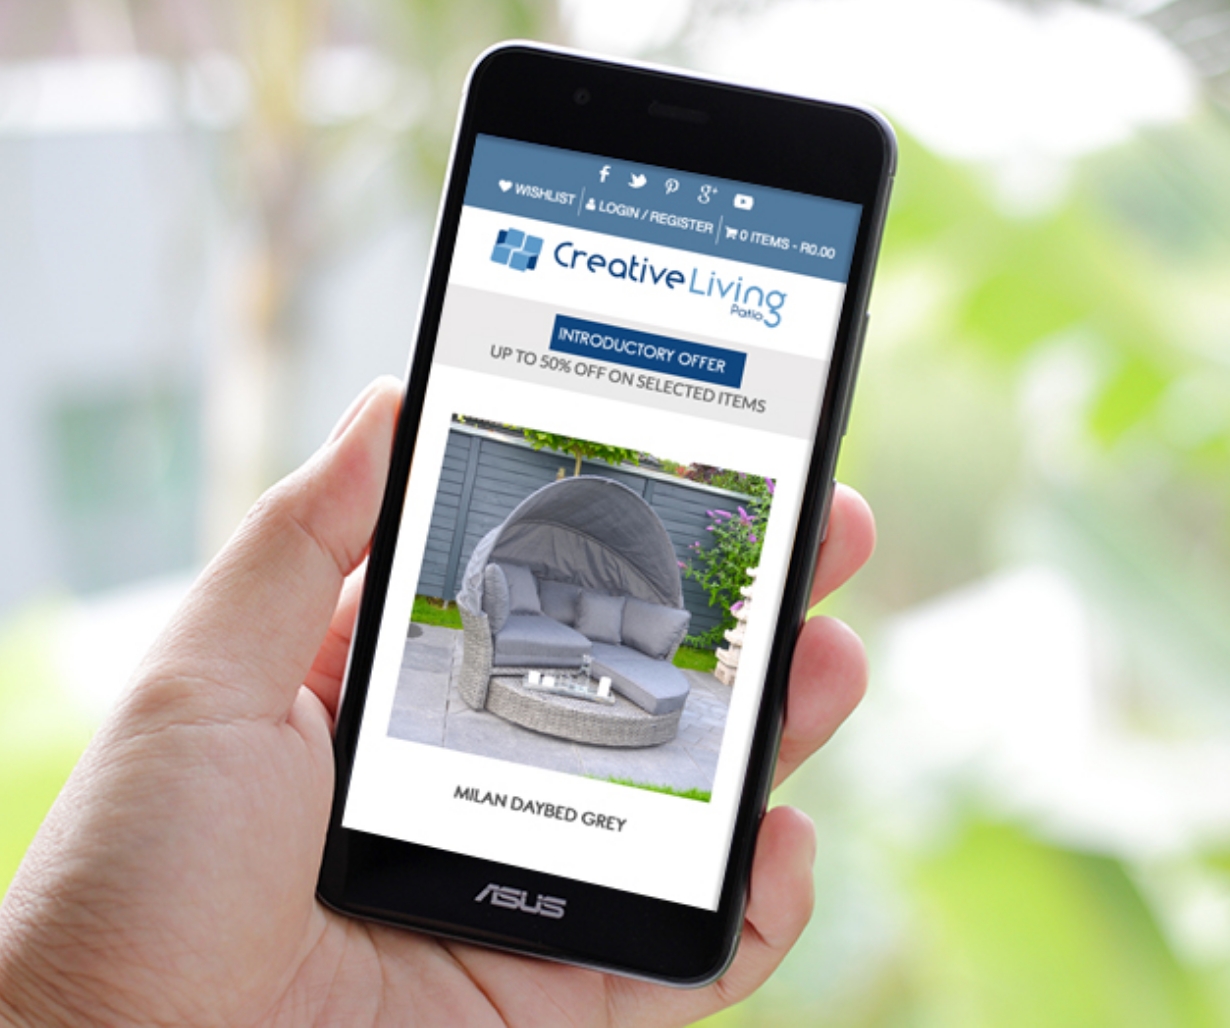 WISHLIST
LOGIN / REGISTER
0 ITEMS - R0.00
Creative Living
Patio
INTRODUCTORY OFFER
UP TO 50% OFF ON SELECTED ITEMS
MILAN DAYBED GREY
ASUS